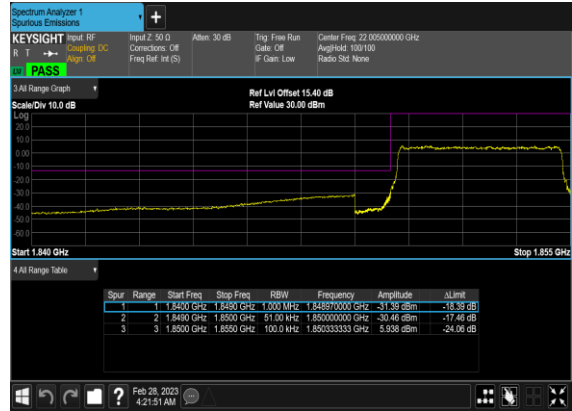 Spectrum Analyzer 1
Spurious Emissions
+
KEYSIGHT Input: RF Input Z: 50 Ω Atten: 30 dB Trig: Free Run Center Freq: 22.005000000 GHz
R T Coupling: DC Corrections: Off Gate: Off Avg|Hold: 100/100
Align: Off Freq Ref: Int (S) IF Gain: Low Radio Std: None
LW PASS
3 All Range Graph
Ref Lvl Offset 15.40 dB
Scale/Div 10.0 dB Ref Value 30.00 dBm
Log
20.0
10.0
0.00
-10.0
-20.0
-30.0
-40.0
-50.0
-60.0
Start 1.840 GHz Stop 1.855 GHz
4 All Range Table
Spur Range Start Freq Stop Freq RBW Frequency Amplitude ΔLimit
1 1 1.8400 GHz 1.8490 GHz 1.000 MHz 1.848970000 GHz -31.39 dBm -18.39 dB
2 2 1.8490 GHz 1.8500 GHz 51.00 kHz 1.850000000 GHz -30.46 dBm -17.46 dB
3 3 1.8500 GHz 1.8550 GHz 100.0 kHz 1.850333333 GHz 5.938 dBm -24.06 dB
? Feb 28, 2023
4:21:51 AM